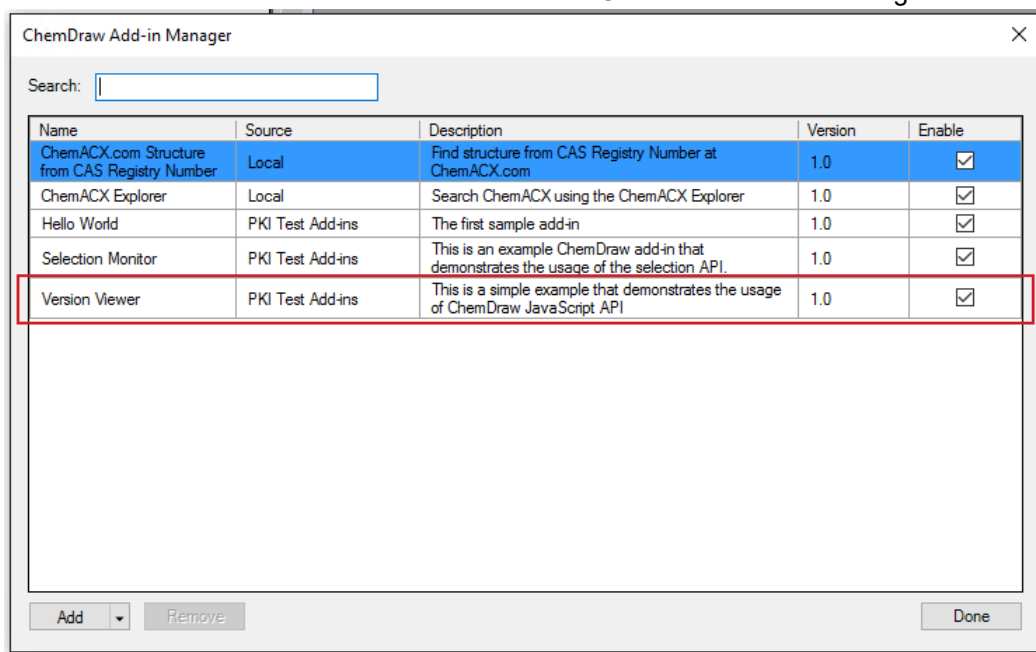 ChemDraw Add-in Manager
Search:
Name Source Description Version Enable
ChemACX.com Structure
from CAS Registry Number Local Find structure from CAS Registry Number at
ChemACX.com 1.0
ChemACX Explorer Local Search ChemACX using the ChemACX Explorer 1.0
Hello World PKI Test Add-ins The first sample add-in 1.0
Selection Monitor PKI Test Add-ins This is an example ChemDraw add-in that
demonstrates the usage of the selection API. 1.0
Version Viewer PKI Test Add-ins This is a simple example that demonstrates the usage
of ChemDraw JavaScript API 1.0
Add Remove Done